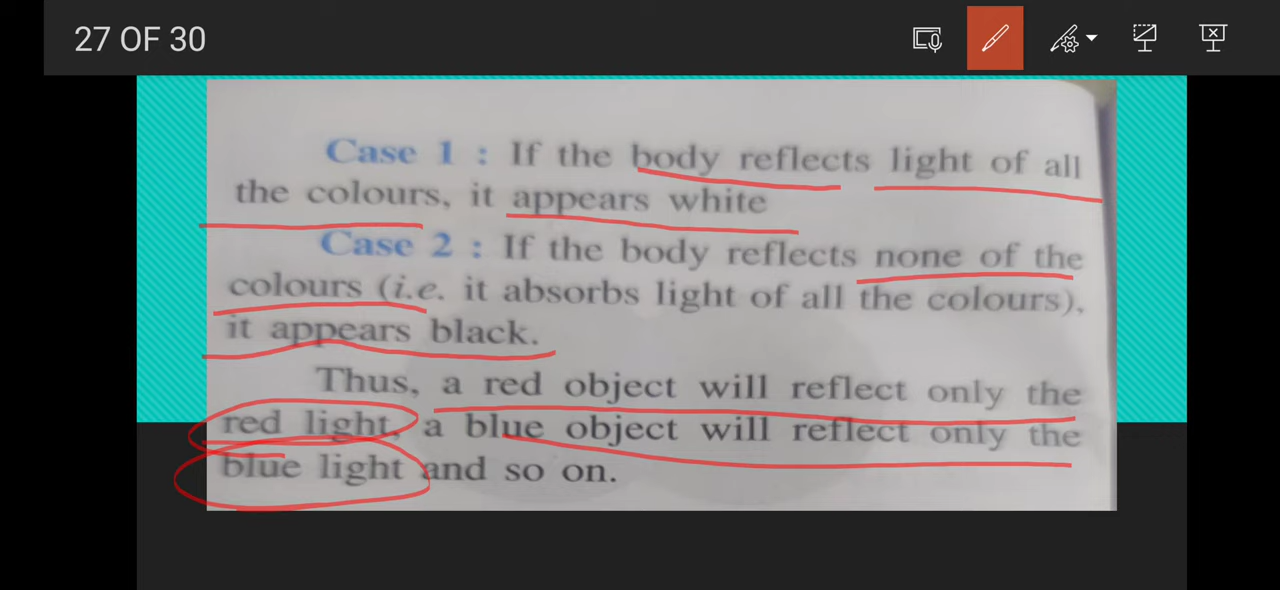 27 OF 30
Case 1 : If the body reflects light of all
the colours, it appears white
Case 2 : If the body reflects none of the
colours (i.e. it absorbs light of all the colours),
it appears black.
Thus, a red object will reflect only the
red light, a blue object will reflect only the
blue light and so on.